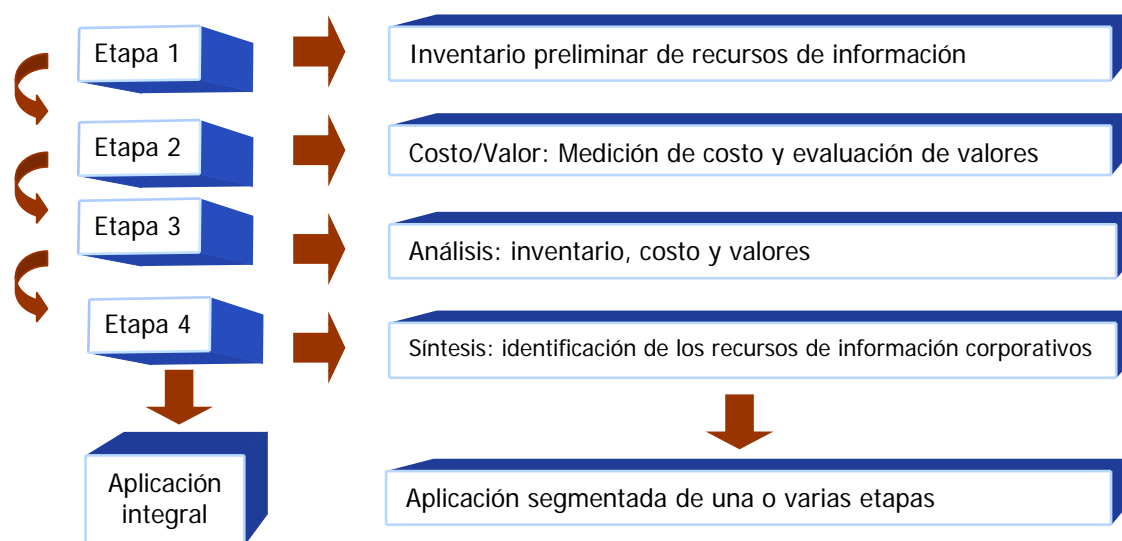 Etapa 1
Inventario preliminar de recursos de información
Etapa 2
Costo/Valor: Medición de costo y evaluación de valores
Etapa 3
Análisis: inventario, costo y valores
Etapa 4
Síntesis: identificación de los recursos de información corporativos
Aplicación
integral
Aplicación segmentada de una o varias etapas